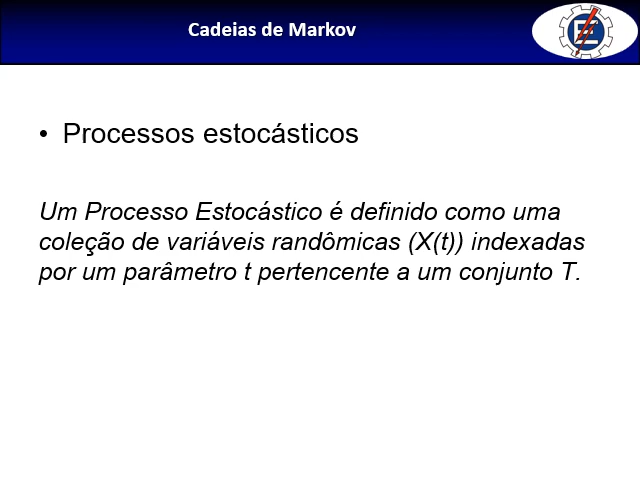 Cadeias de Markov
• Processos estocásticos
Um Processo Estocástico é definido como uma
coleção de variáveis randômicas (X(t)) indexadas
por um parâmetro t pertencente a um conjunto T.